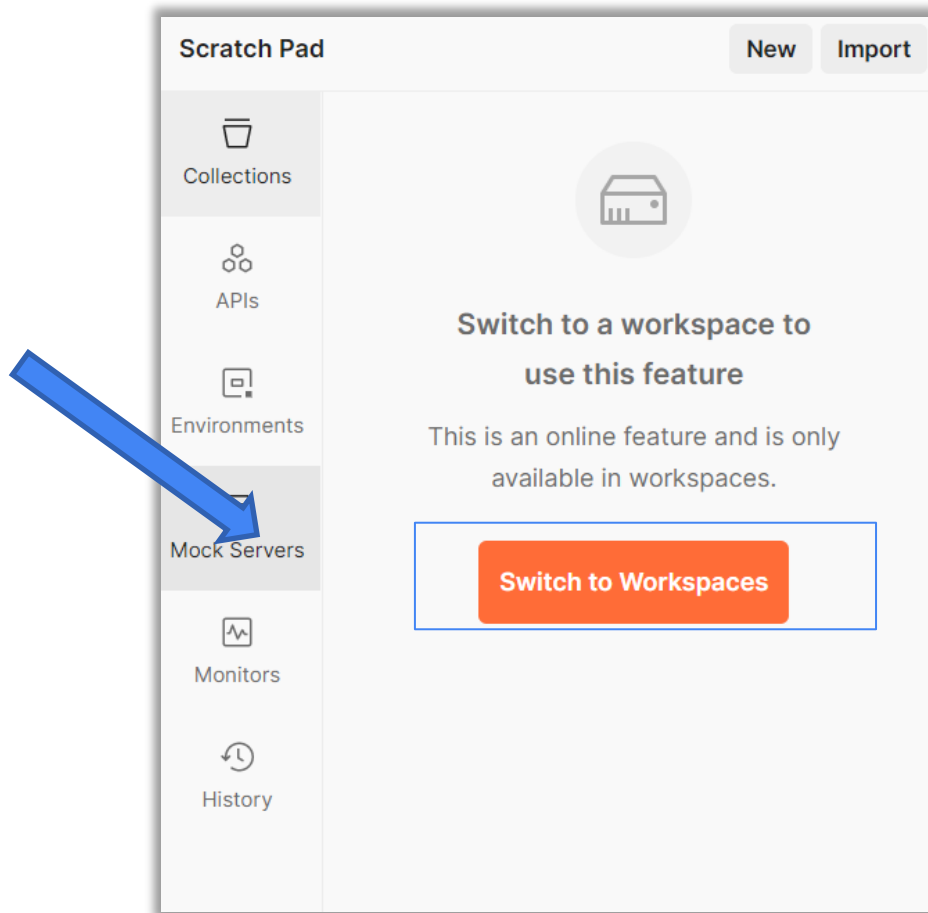 Scratch Pad
New
Import
Collections
APIs
Environments
Mock Servers
Monitors
History
Switch to a workspace to
use this feature
This is an online feature and is only
available in workspaces.
Switch to Workspaces